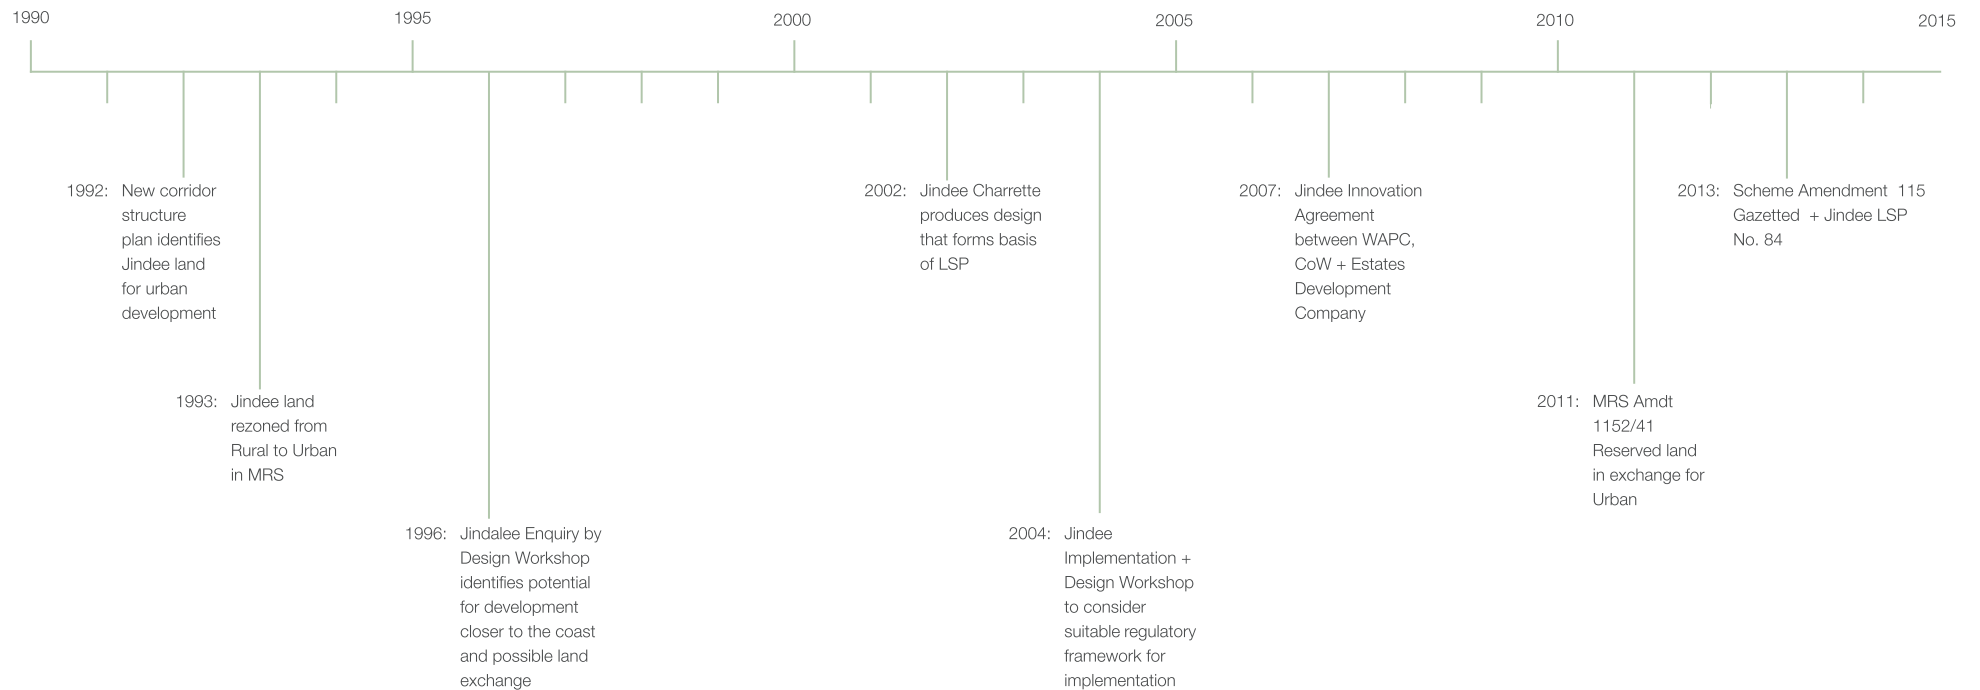 1990
1995
2000
2005
2010
2015
1992: New corridor
structure
plan identifies
Jindee land
for urban
development
1993: Jindee land
rezoned from
Rural to Urban
in MRS
1996: Jindalee Enquiry by
Design Workshop
identifies potential
for development
closer to the coast
and possible land
exchange
2002: Jindee Charrette
produces design
that forms basis
of LSP
2004: Jindee
Implementation +
Design Workshop
to consider
suitable regulatory
framework for
implementation
2007: Jindee Innovation
Agreement
between WAPC,
CoW + Estates
Development
Company
2011: MRS Amdt
1152/41
Reserved land
in exchange for
Urban
2013: Scheme Amendment 115
Gazetted + Jindee LSP
No. 84